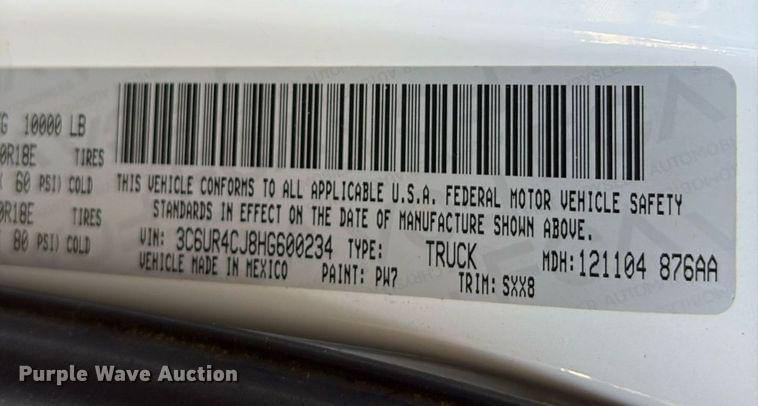 10000 LB
0R18E TIRES
60 PSI) COLD
0R18E TIRES
80 PSI) COLD
THIS VEHICLE CONFORMS TO ALL APPLICABLE U.S.A. FEDERAL MOTOR VEHICLE SAFETY
STANDARDS IN EFFECT ON THE DATE OF MANUFACTURE SHOWN ABOVE.
VIN: 3C6UR4CJ8HG600234 TYPE: TRUCK MDH:121104 876AA
VEHICLE MADE IN MEXICO PAINT: PW7 TRIM: SXX8
Purple Wave Auction